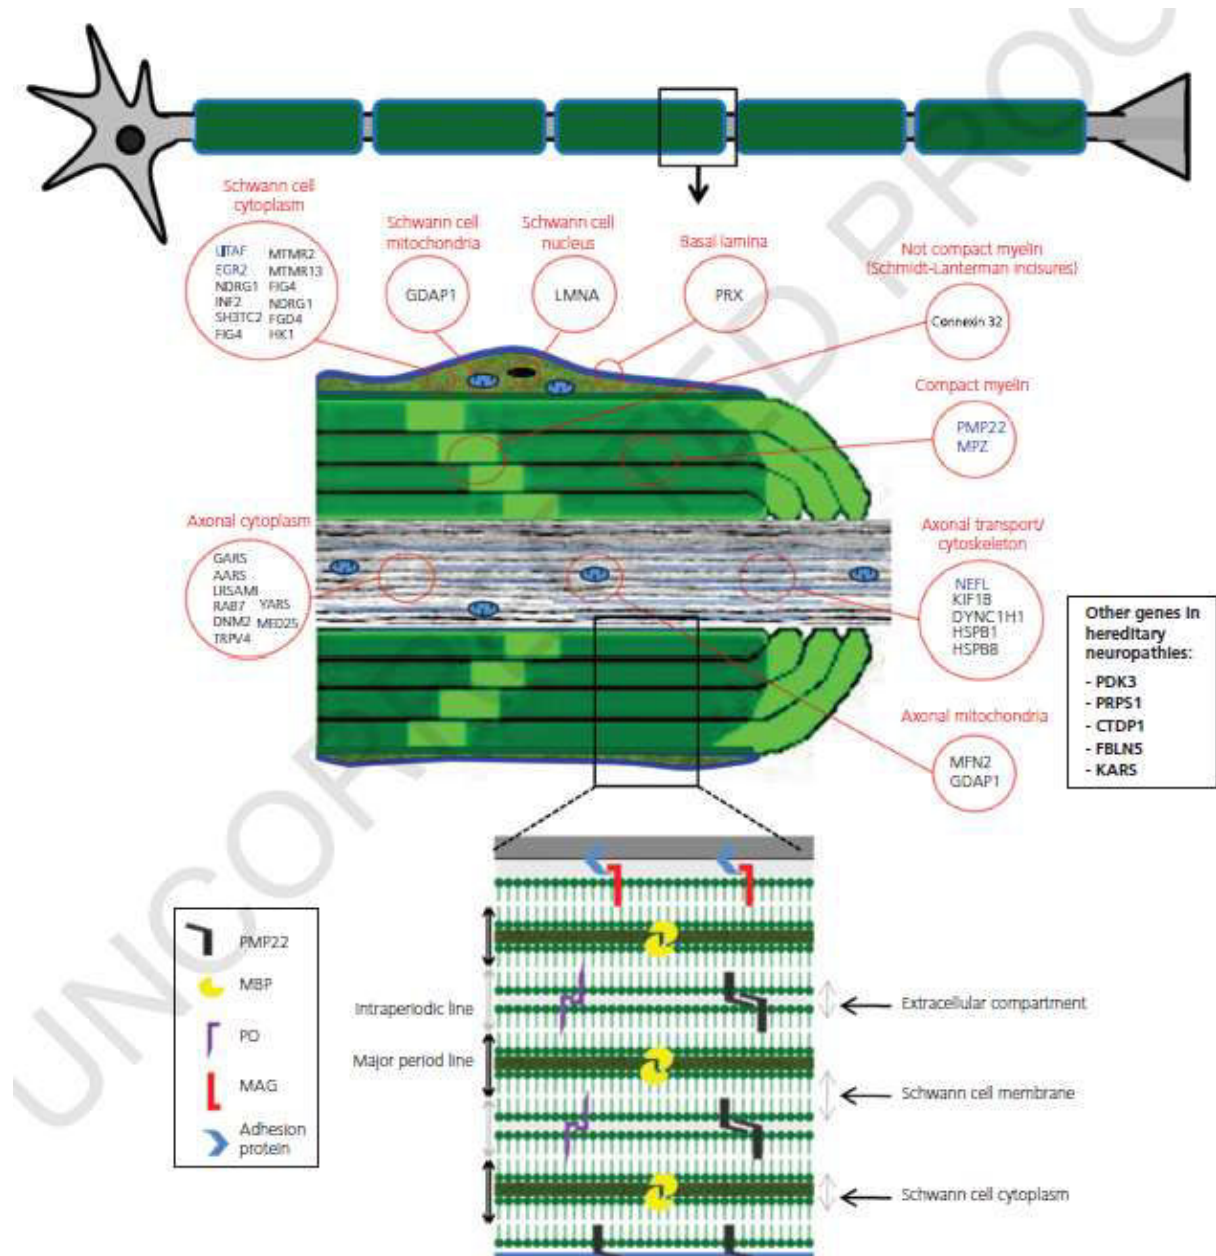 UNCORRECTED PROO
Schwann cell
cytoplasm
LITAF MTMR2
EGR2 MTMR13
NDRG1 FIG4
INF2 NDRG1
SH3TC2 FGD4
FIG4 HK1
Schwann cell
mitochondria
GDAP1
Schwann cell
nucleus
LMNA
Basal lamina
PRX
Not compact myelin
(Schmidt-Lanterman incisures)
Connexin 32
Compact myelin
PMP22
MPZ
Axonal cytoplasm
GARS
AARS
LRSAMI
RAB7 YARS
DNM2 MED25
TRPV4
Axonal transport/
cytoskeleton
NEFL
KIF1B
DYNC1H1
HSPB1
HSPB8
Other genes in
hereditary
neuropathies:
- PDK3
- PRPS1
- CTDP1
- FBLN5
- KARS
Axonal mitochondria
MFN2
GDAP1
PMP22
MBP
PO
MAG
Adhesion
protein
Intraperiodic line
Major period line
Extracellular compartment
Schwann cell membrane
Schwann cell cytoplasm